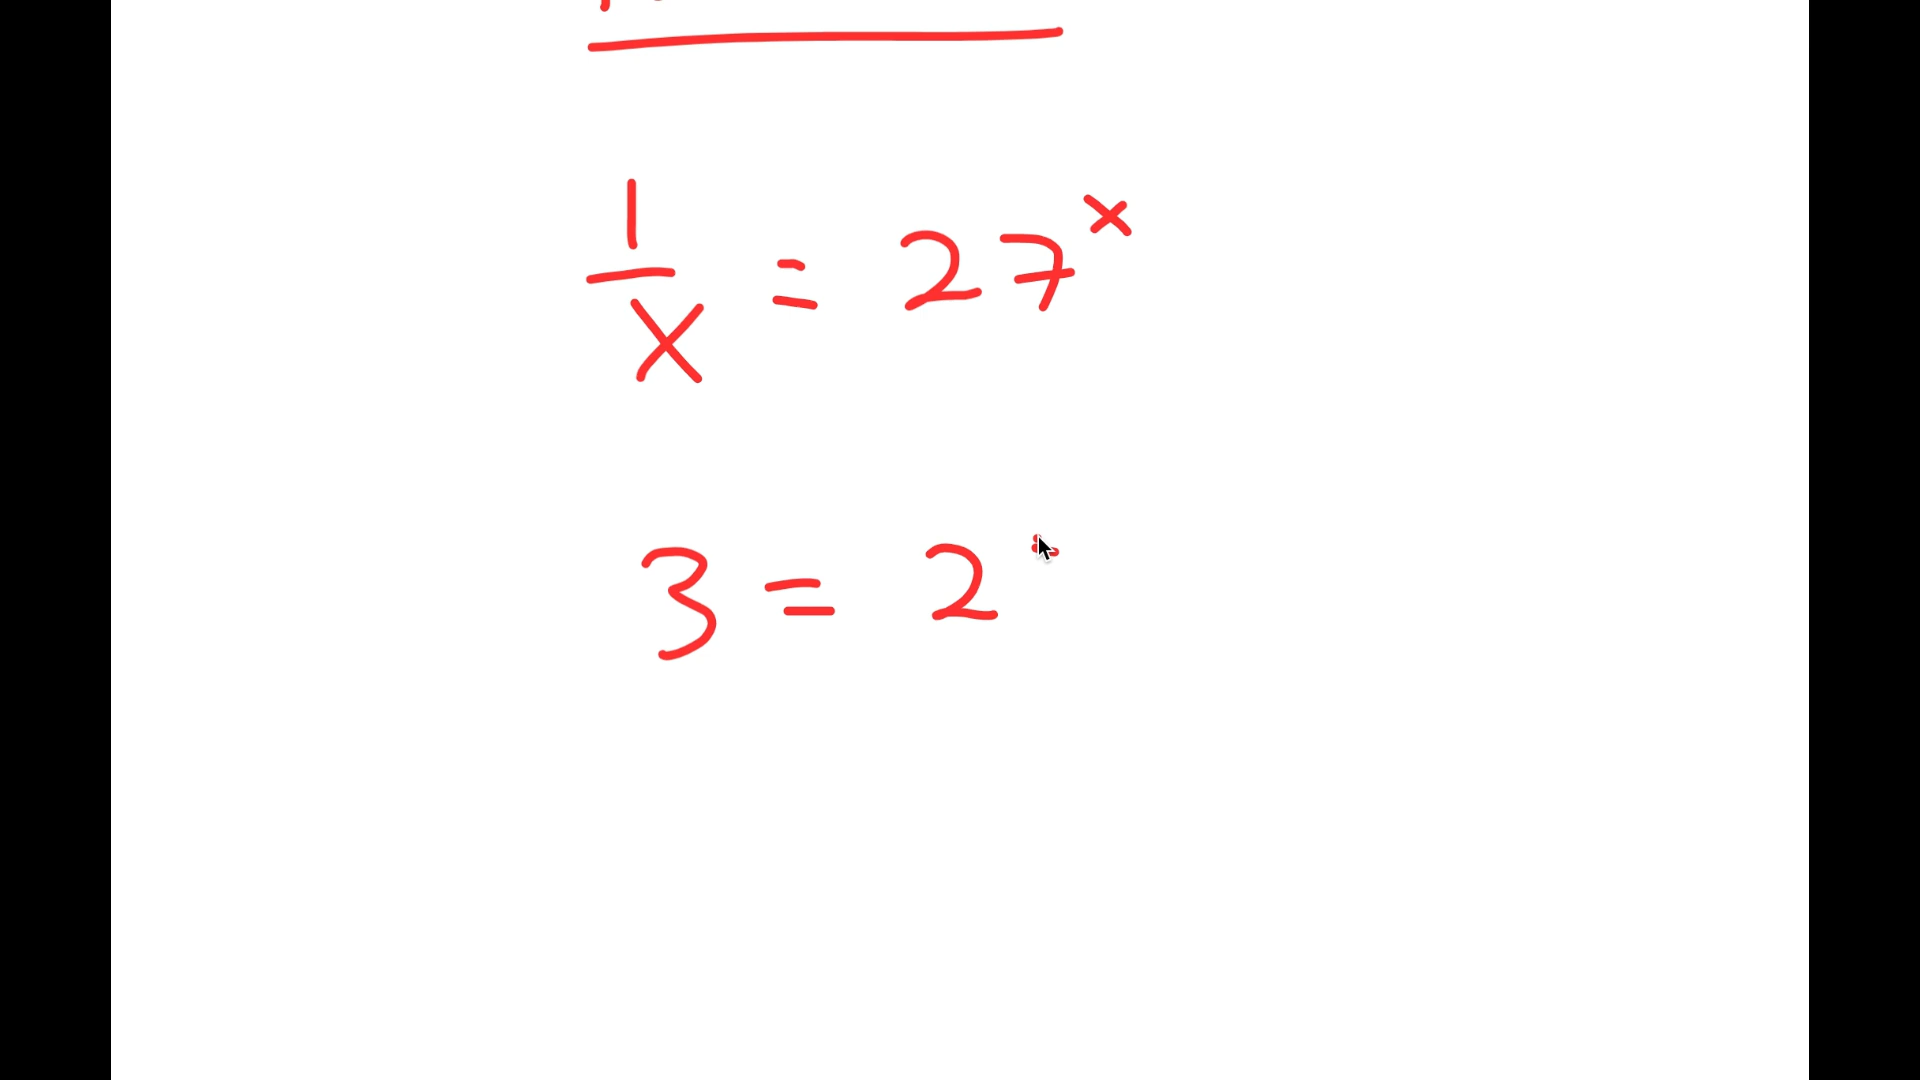 1/x = 27^x
3 = 2